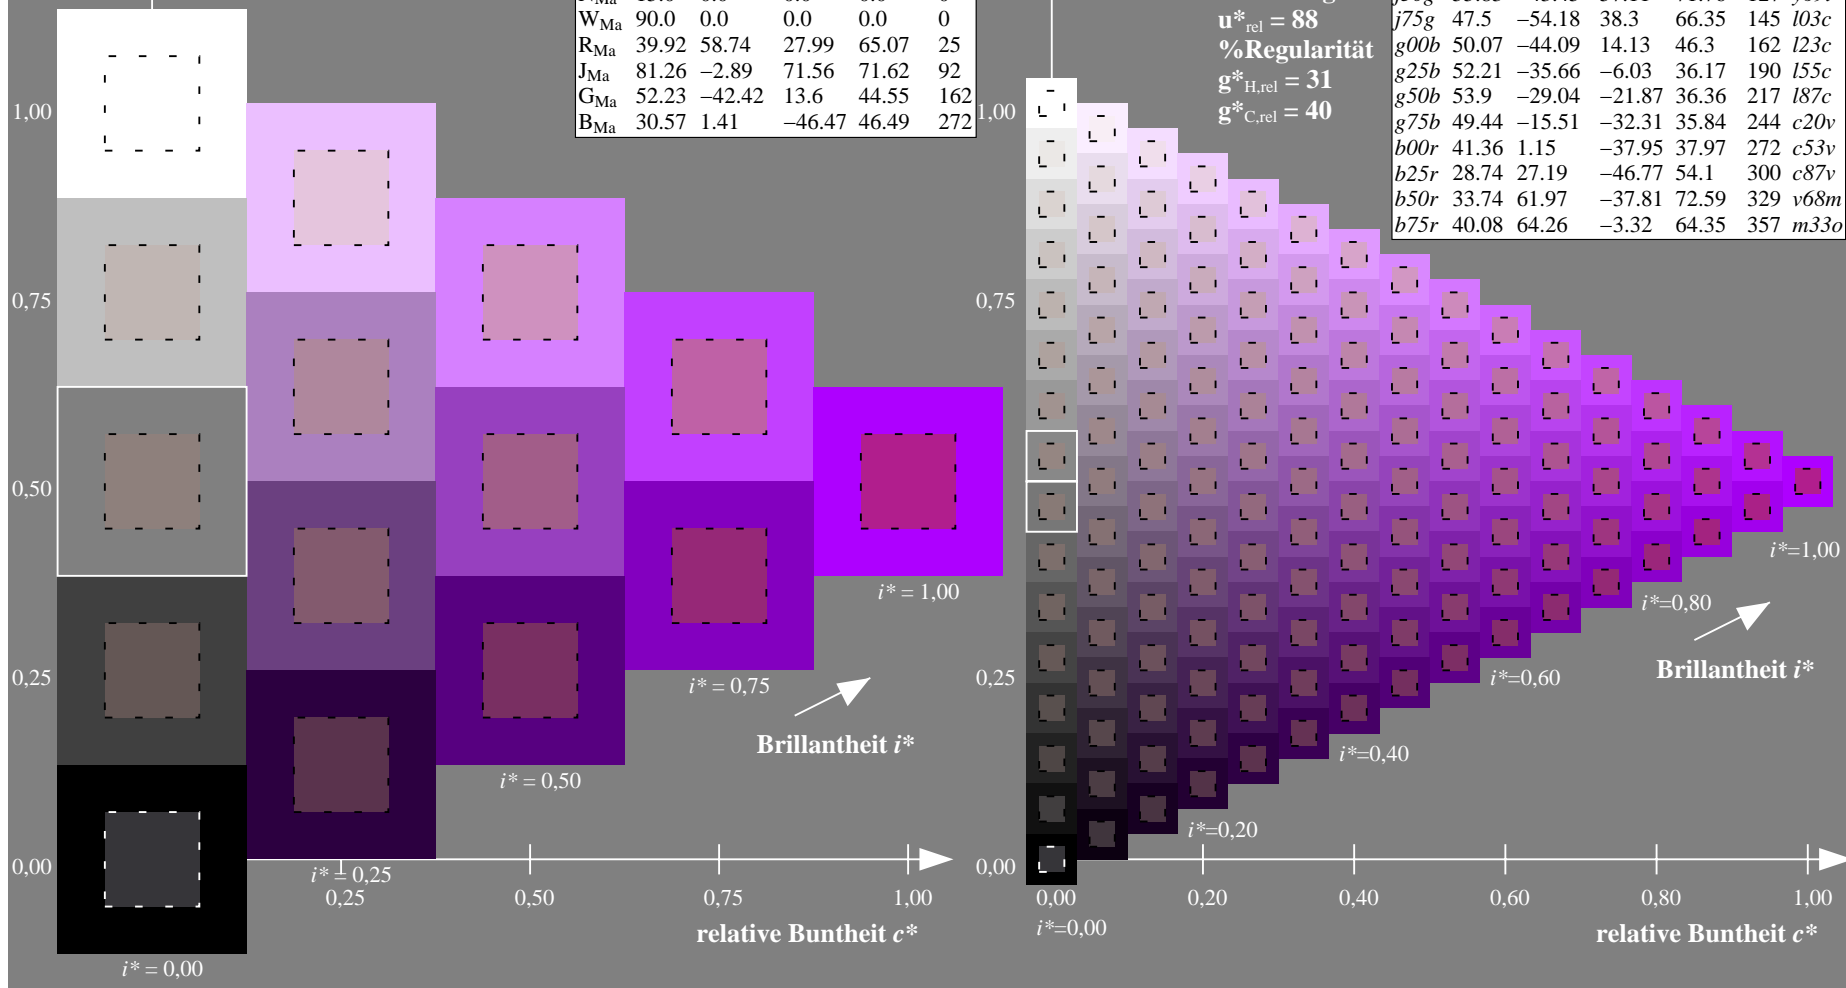 W_Ma 90.0 0.0 0.0 0.0 0
R_Ma 39.92 58.74 27.99 65.07 25
J_Ma 81.26 −2.89 71.56 71.62 92
G_Ma 52.23 −42.42 13.6 44.55 162
B_Ma 30.57 1.41 −46.47 46.49 272
1,00
0,75
0,50
0,25
0,00
i* = 1,00
i* = 0,75
Brillantheit i*
i* = 0,50
i* = 0,25
0,25 0,50 0,75 1,00
relative Buntheit c*
i* = 0,00
u*rel = 88
%Regularität
g*H,rel = 31
g*C,rel = 40
j75g 47.5 −54.18 38.3 66.35 145 l03c
g00b 50.07 −44.09 14.13 46.3 162 l23c
g25b 52.21 −35.66 −6.03 36.17 190 l55c
g50b 53.9 −29.04 −21.87 36.36 217 l87c
g75b 49.44 −15.51 −32.31 35.84 244 c20v
b00r 41.36 1.15 −37.95 37.97 272 c53v
b25r 28.74 27.19 −46.77 54.1 300 c87v
b50r 33.74 61.97 −37.81 72.59 329 v68m
b75r 40.08 64.26 −3.32 64.35 357 m33o
1,00
0,75
0,50
0,25
0,00
i*=1,00
i*=0,80
Brillantheit i*
i*=0,60
i*=0,40
i*=0,20
0,00 0,20 0,40 0,60 0,80 1,00
i*=0,00
relative Buntheit c*